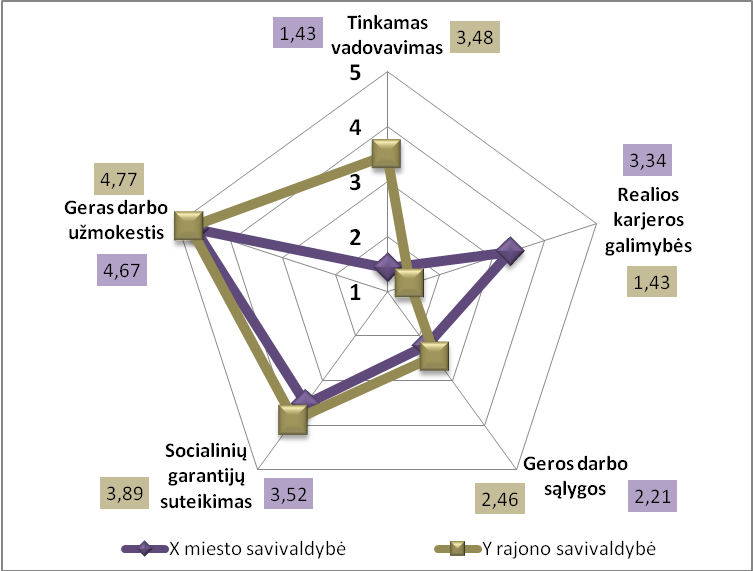 1,43
Tinkamas
vadovavimas
3,48
5
4
3
2
1
3,34
Realios
karjeros
galimybės
1,43
4,77
Geras darbo
užmokestis
4,67
Socialinių
garantijų
suteikimas
3,89
3,52
Geros darbo
sąlygos
2,46
2,21
X miesto savivaldybė
Y rajono savivaldybė